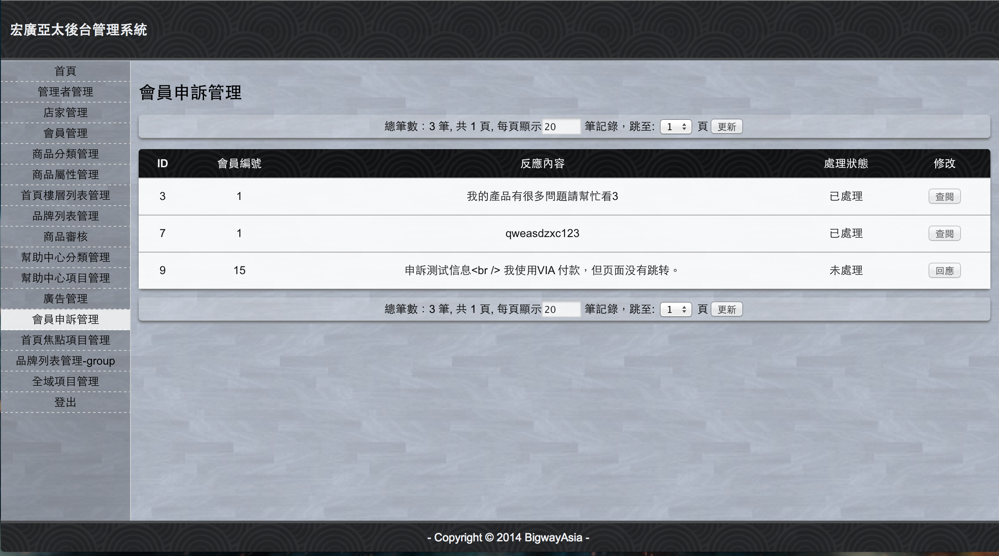 宏廣亞太後台管理系統
首頁
管理者管理
店家管理
會員管理
商品分類管理
商品屬性管理
首頁樓層列表管理
品牌列表管理
商品審核
幫助中心分類管理
幫助中心項目管理
廣告管理
會員申訴管理
首頁焦點項目管理
品牌列表管理-group
全域項目管理
登出
會員申訴管理
總筆數：3 筆, 共 1 頁, 每頁顯示 20 筆記錄，跳至: 1 頁 更新
ID 會員編號 反應內容 處理狀態 修改
3 1 我的產品有很多問題請幫忙看3 已處理 查閱
7 1 qweasdzxc123 已處理 查閱
9 15 申訴测试信息<br /> 我使用VIA 付款，但页面没有跳转。 未處理 回應
總筆數：3 筆, 共 1 頁, 每頁顯示 20 筆記錄，跳至: 1 頁 更新
- Copyright © 2014 BigwayAsia -